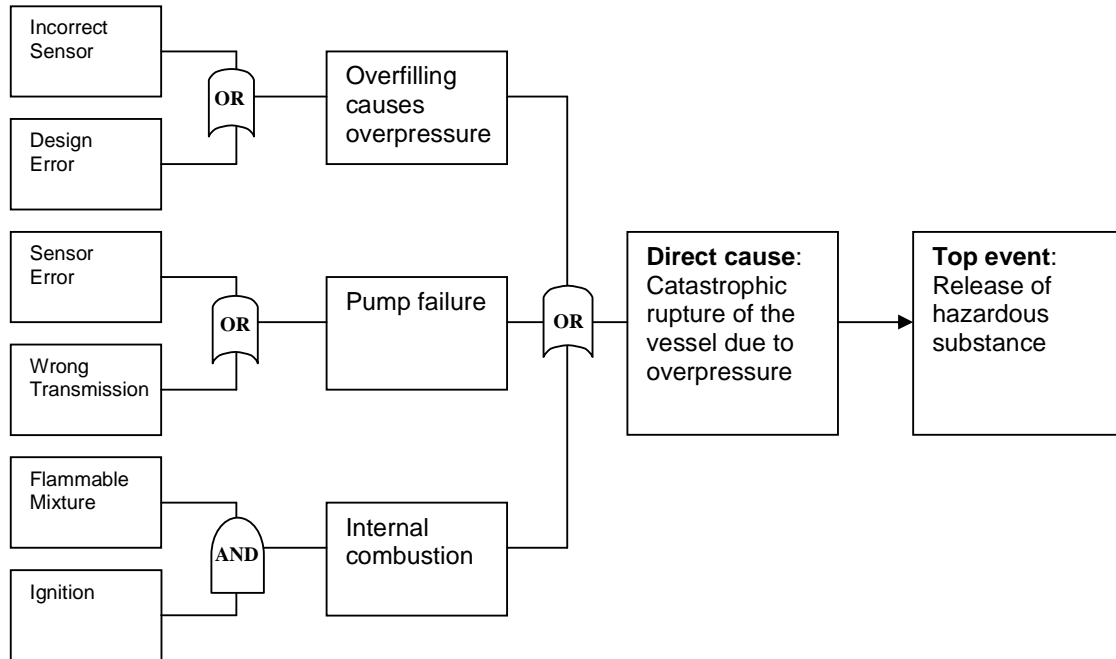 Incorrect
Sensor
OR
Design
Error
Overfilling
causes
overpressure
Sensor
Error
OR
Wrong
Transmission
Pump failure
Flammable
Mixture
AND
Ignition
Internal
combustion
OR
Direct cause:
Catastrophic
rupture of the
vessel due to
overpressure
Top event:
Release of
hazardous
substance